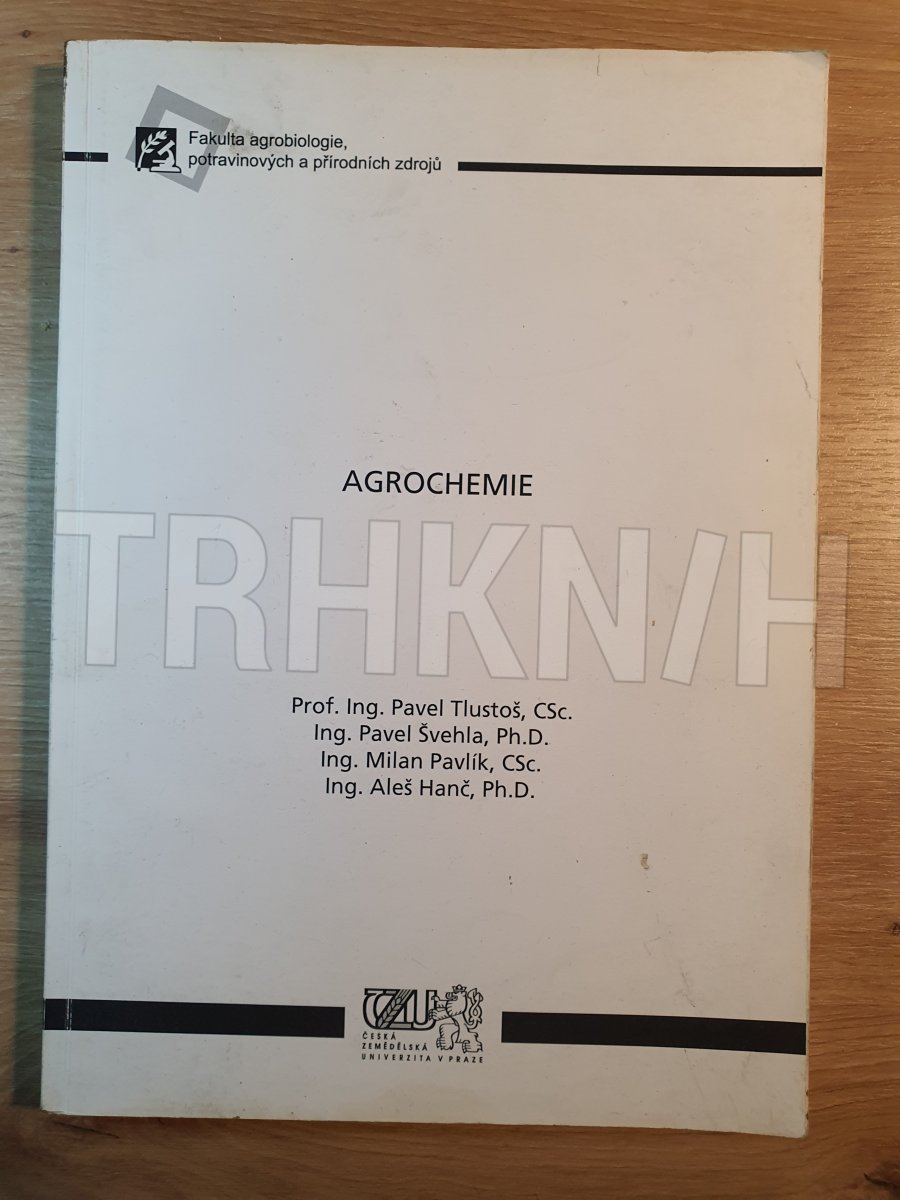 Fakulta agrobiologie,
potravinových a přírodních zdrojů
AGROCHEMIE
TRHKN/H
Prof. Ing. Pavel Tlustoš, CSc.
Ing. Pavel Švehla, Ph.D.
Ing. Milan Pavlík, CSc.
Ing. Aleš Hanč, Ph.D.
ČZU
ČESKÁ
ZEMĚDĚLSKÁ
UNIVERZITA V PRAZE